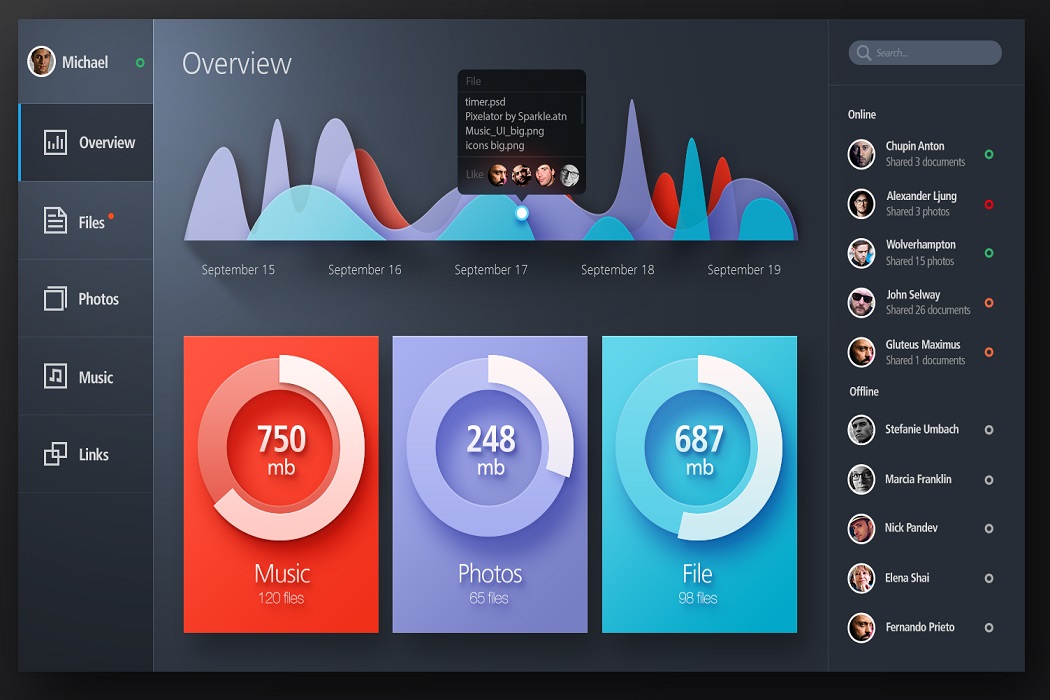 Michael
Overview
Files
Photos
Music
Links
Overview
File
timer.psd
Pixelator by Sparkle.atn
Music_UI_big.png
icons big.png
Like
September 15
September 16
September 17
September 18
September 19
750
mb
Music
120 files
248
mb
Photos
65 files
687
mb
File
98 files
Search...
Online
Chupin Anton
Shared 3 documents
Alexander Ljung
Shared 3 photos
Wolverhampton
Shared 15 photos
John Selway
Shared 26 documents
Gluteus Maximus
Shared 1 documents
Offline
Stefanie Umbach
Marcia Franklin
Nick Pandev
Elena Shai
Fernando Prieto